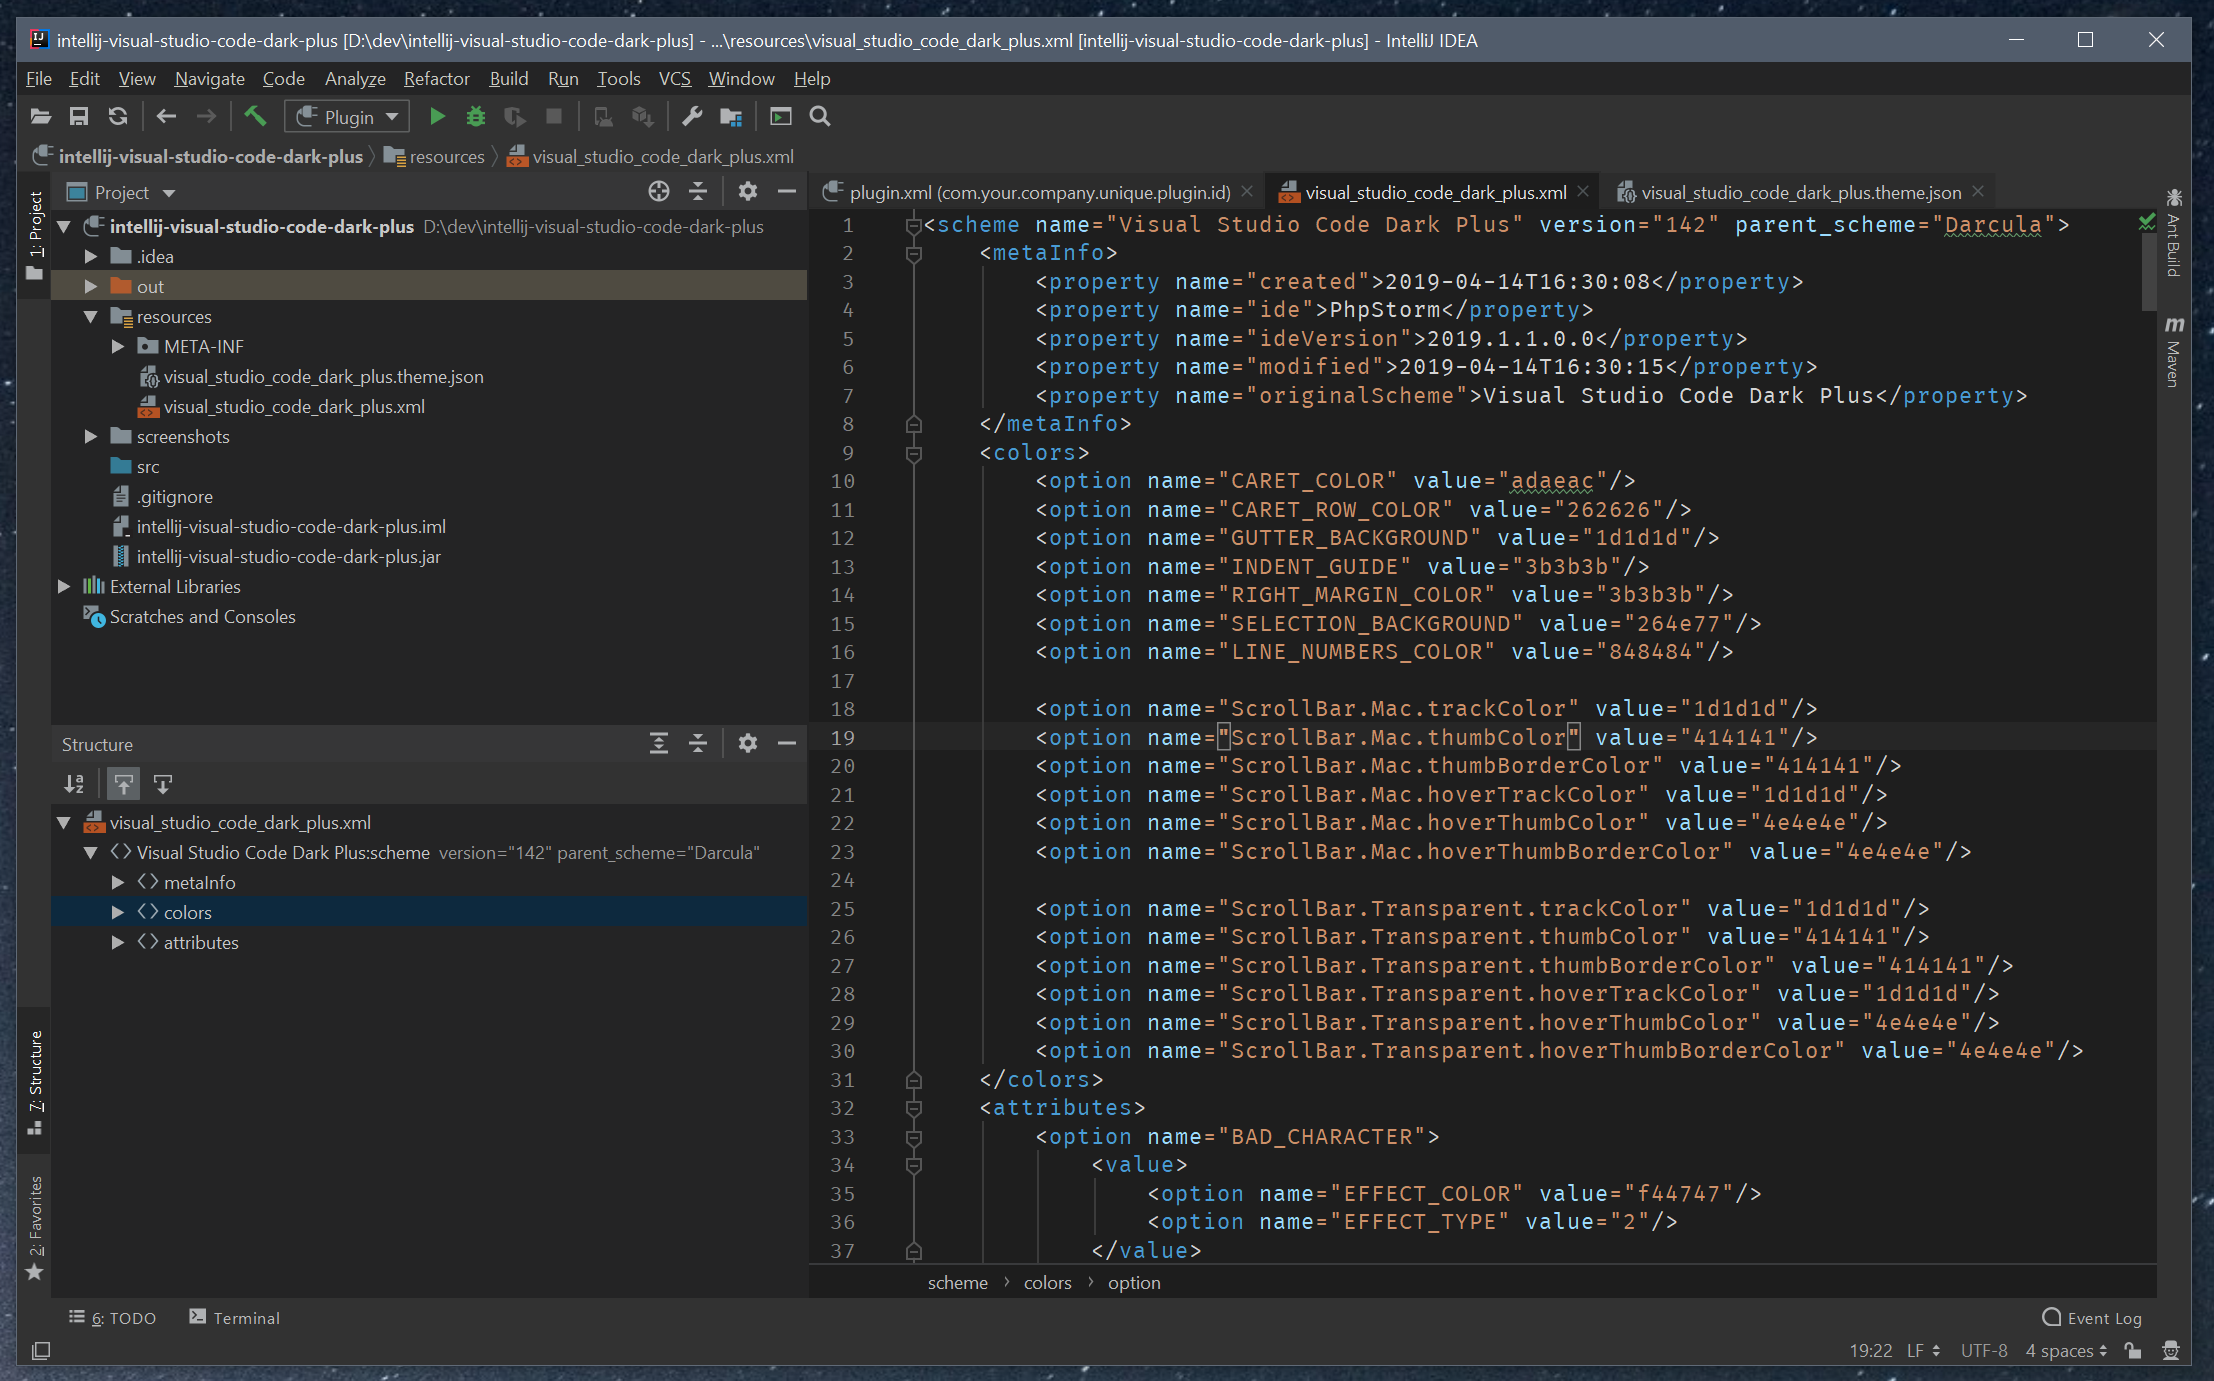 intellij-visual-studio-code-dark-plus [D:\dev\intellij-visual-studio-code-dark-plus] - ...\resources\visual_studio_code_dark_plus.xml [intellij-visual-studio-code-dark-plus] - IntelliJ IDEA
File Edit View Navigate Code Analyze Refactor Build Run Tools VCS Window Help
Plugin
intellij-visual-studio-code-dark-plus resources visual_studio_code_dark_plus.xml
1: Project
Project
intellij-visual-studio-code-dark-plus D:\dev\intellij-visual-studio-code-dark-plus
.idea
out
resources
META-INF
visual_studio_code_dark_plus.theme.json
visual_studio_code_dark_plus.xml
screenshots
src
.gitignore
intellij-visual-studio-code-dark-plus.iml
intellij-visual-studio-code-dark-plus.jar
External Libraries
Scratches and Consoles
Structure
visual_studio_code_dark_plus.xml
Visual Studio Code Dark Plus:scheme version="142" parent_scheme="Darcula"
metaInfo
colors
attributes
7: Structure
2: Favorites
plugin.xml (com.your.company.unique.plugin.id) visual_studio_code_dark_plus.xml visual_studio_code_dark_plus.theme.json
1 <scheme name="Visual Studio Code Dark Plus" version="142" parent_scheme="Darcula">
2 <metaInfo>
3 <property name="created">2019-04-14T16:30:08</property>
4 <property name="ide">PhpStorm</property>
5 <property name="ideVersion">2019.1.1.0.0</property>
6 <property name="modified">2019-04-14T16:30:15</property>
7 <property name="originalScheme">Visual Studio Code Dark Plus</property>
8 </metaInfo>
9 <colors>
10 <option name="CARET_COLOR" value="adaeac"/>
11 <option name="CARET_ROW_COLOR" value="262626"/>
12 <option name="GUTTER_BACKGROUND" value="1d1d1d"/>
13 <option name="INDENT_GUIDE" value="3b3b3b"/>
14 <option name="RIGHT_MARGIN_COLOR" value="3b3b3b"/>
15 <option name="SELECTION_BACKGROUND" value="264e77"/>
16 <option name="LINE_NUMBERS_COLOR" value="848484"/>
17
18 <option name="ScrollBar.Mac.trackColor" value="1d1d1d"/>
19 <option name="ScrollBar.Mac.thumbColor" value="414141"/>
20 <option name="ScrollBar.Mac.thumbBorderColor" value="414141"/>
21 <option name="ScrollBar.Mac.hoverTrackColor" value="1d1d1d"/>
22 <option name="ScrollBar.Mac.hoverThumbColor" value="4e4e4e"/>
23 <option name="ScrollBar.Mac.hoverThumbBorderColor" value="4e4e4e"/>
24
25 <option name="ScrollBar.Transparent.trackColor" value="1d1d1d"/>
26 <option name="ScrollBar.Transparent.thumbColor" value="414141"/>
27 <option name="ScrollBar.Transparent.thumbBorderColor" value="414141"/>
28 <option name="ScrollBar.Transparent.hoverTrackColor" value="1d1d1d"/>
29 <option name="ScrollBar.Transparent.hoverThumbColor" value="4e4e4e"/>
30 <option name="ScrollBar.Transparent.hoverThumbBorderColor" value="4e4e4e"/>
31 </colors>
32 <attributes>
33 <option name="BAD_CHARACTER">
34 <value>
35 <option name="EFFECT_COLOR" value="f44747"/>
36 <option name="EFFECT_TYPE" value="2"/>
37 </value>
scheme › colors › option
Ant Build
m Maven
6: TODO Terminal Event Log
19:22 LF UTF-8 4 spaces